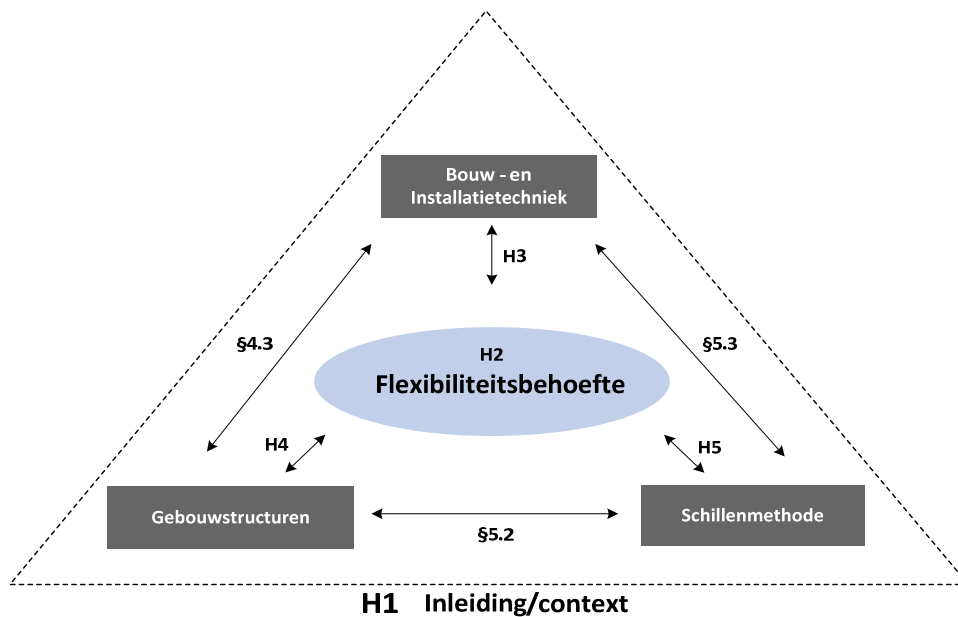 Bouw - en
Installatietechniek
H3
§4.3
§5.3
H2
Flexibiliteitsbehoefte
H4
H5
Gebouwstructuren
Schillenmethode
§5.2
H1 Inleiding/context